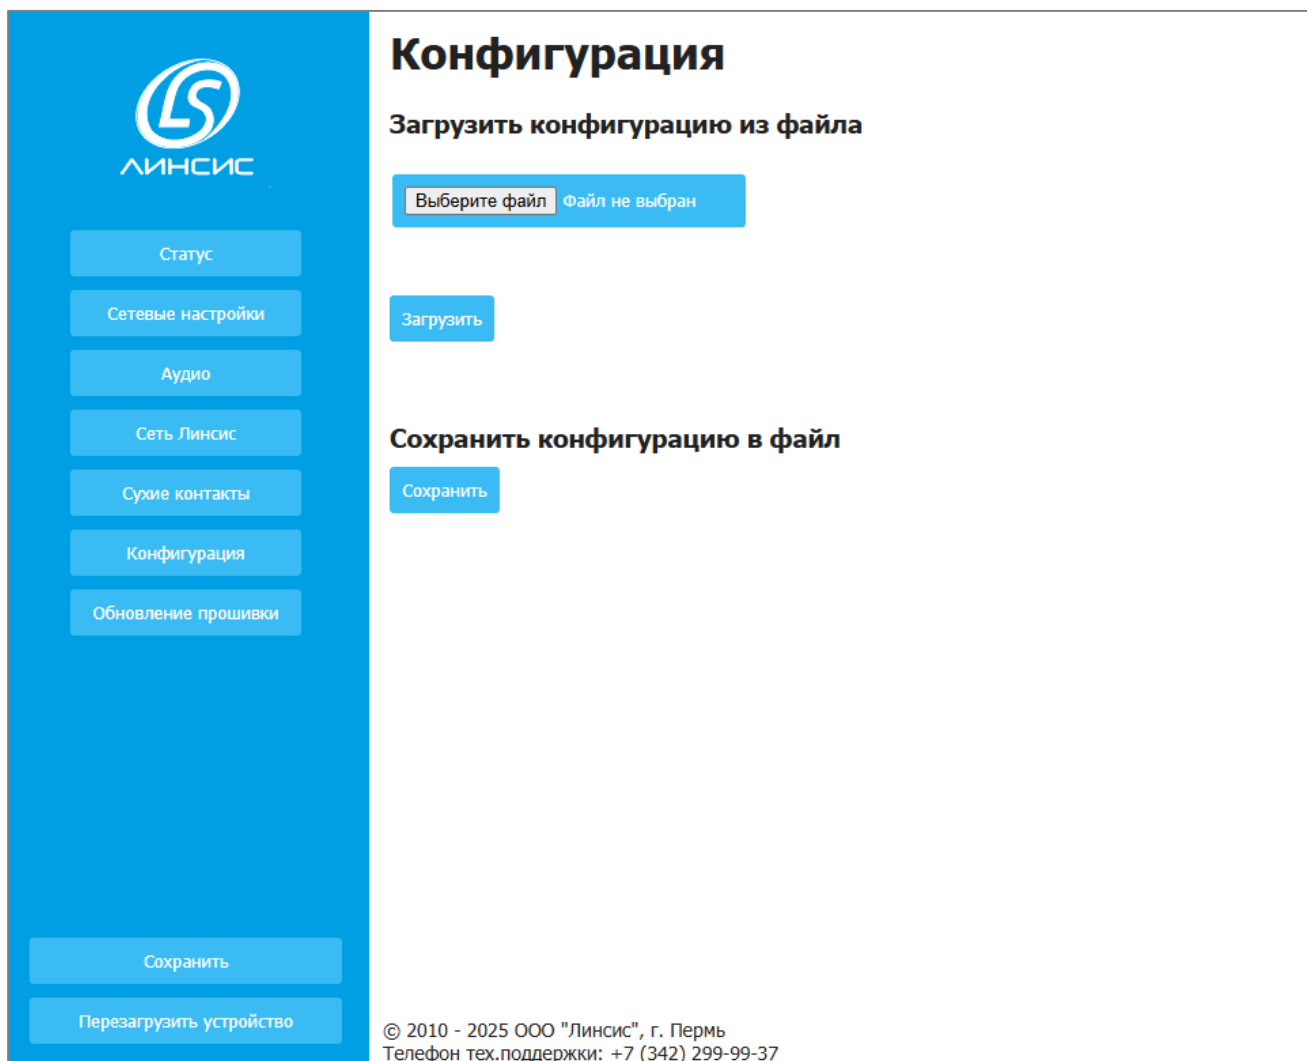 LS
ЛИНСИС
Статус
Сетевые настройки
Аудио
Сеть Линсис
Сухие контакты
Конфигурация
Обновление прошивки
Сохранить
Перезагрузить устройство
Конфигурация
Загрузить конфигурацию из файла
Выберите файл Файл не выбран
Загрузить
Сохранить конфигурацию в файл
Сохранить
© 2010 - 2025 ООО "Линсис", г. Пермь
Телефон тех.поддержки: +7 (342) 299-99-37